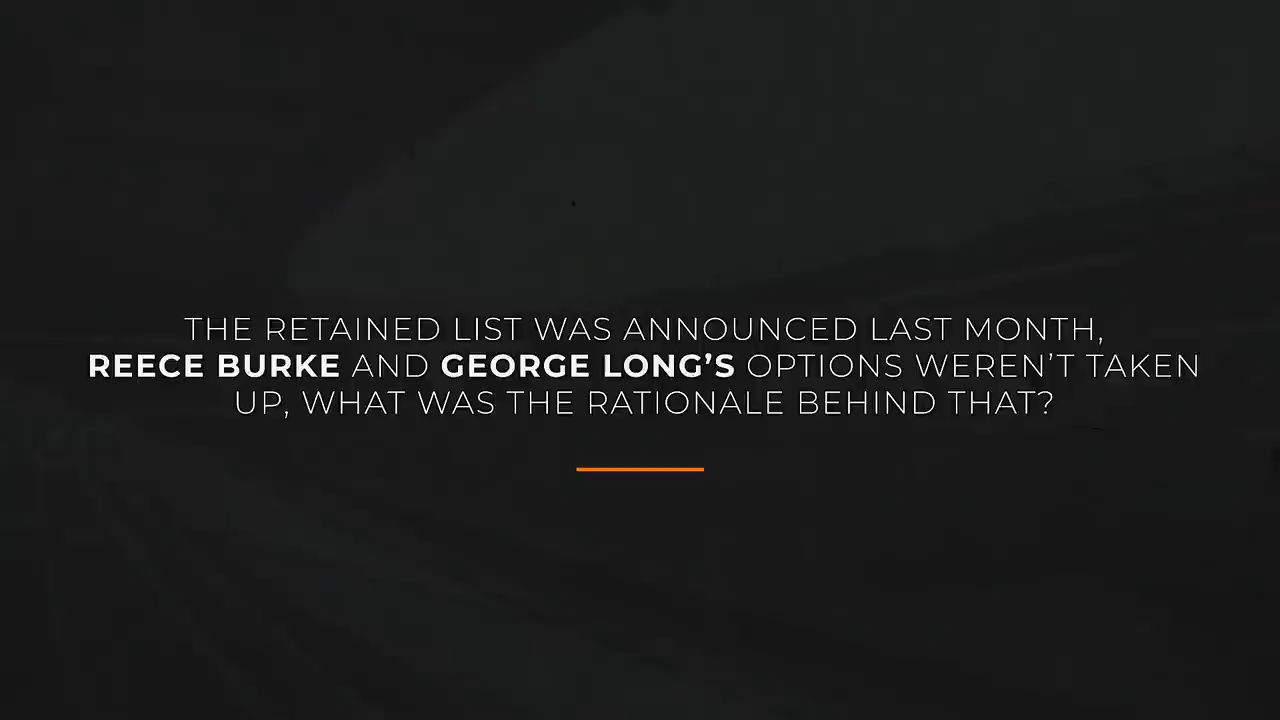 THE RETAINED LIST WAS ANNOUNCED LAST MONTH,
REECE BURKE AND GEORGE LONG’S OPTIONS WEREN’T TAKEN
UP, WHAT WAS THE RATIONALE BEHIND THAT?